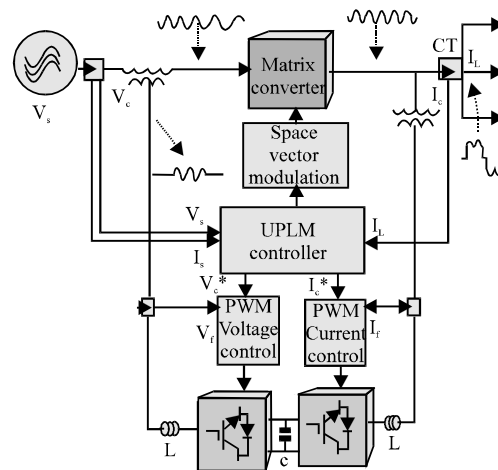 CT
I_L
V_s
V_c
Matrix
converter
I_c
Space
vector
modulation
V_s
I_s
UPLM
controller
I_L
V_c*
I_c*
V_f
PWM
Voltage
control
PWM
Current
control
I_f
L
c
L